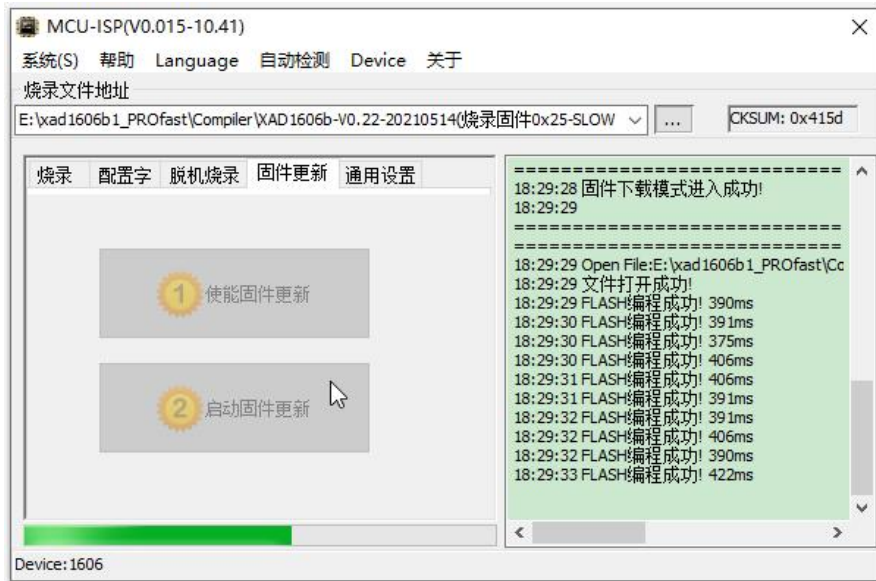 MCU-ISP(V0.015-10.41)
系统(S) 帮助 Language 自动检测 Device 关于
烧录文件地址
E:\xad1606b1_PROfast\Compiler\XAD1606b-V0.22-20210514(烧录固件0x25-SLOW ... CKSUM: 0x415d
烧录 配置字 脱机烧录 固件更新 通用设置
1 使能固件更新
2 启动固件更新
============================
18:29:28 固件下载模式进入成功!
18:29:29
============================
============================
18:29:29 Open File:E:\xad1606b1_PROfast\Co
18:29:29 文件打开成功!
18:29:29 FLASH编程成功! 390ms
18:29:30 FLASH编程成功! 391ms
18:29:30 FLASH编程成功! 375ms
18:29:30 FLASH编程成功! 406ms
18:29:31 FLASH编程成功! 406ms
18:29:31 FLASH编程成功! 391ms
18:29:32 FLASH编程成功! 391ms
18:29:32 FLASH编程成功! 406ms
18:29:32 FLASH编程成功! 390ms
18:29:33 FLASH编程成功! 422ms
Device:1606